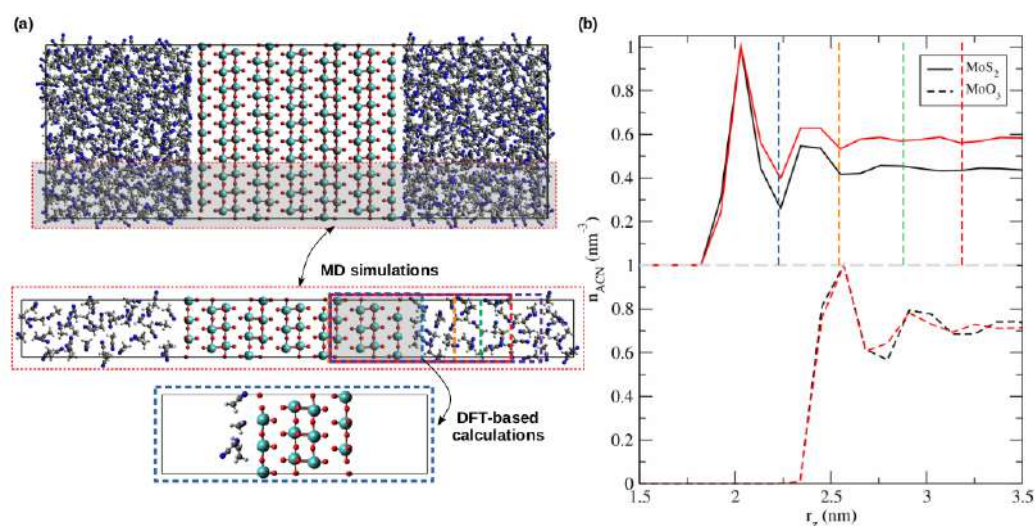 (a)
MD simulations
DFT-based
calculations
(b)
1
0.8
0.6
0.4
0.2
1
0.8
0.6
0.4
0.2
0
n_ACN (nm⁻³)
MoS₂
MoO₃
1.5 2 2.5 3 3.5
r_z (nm)